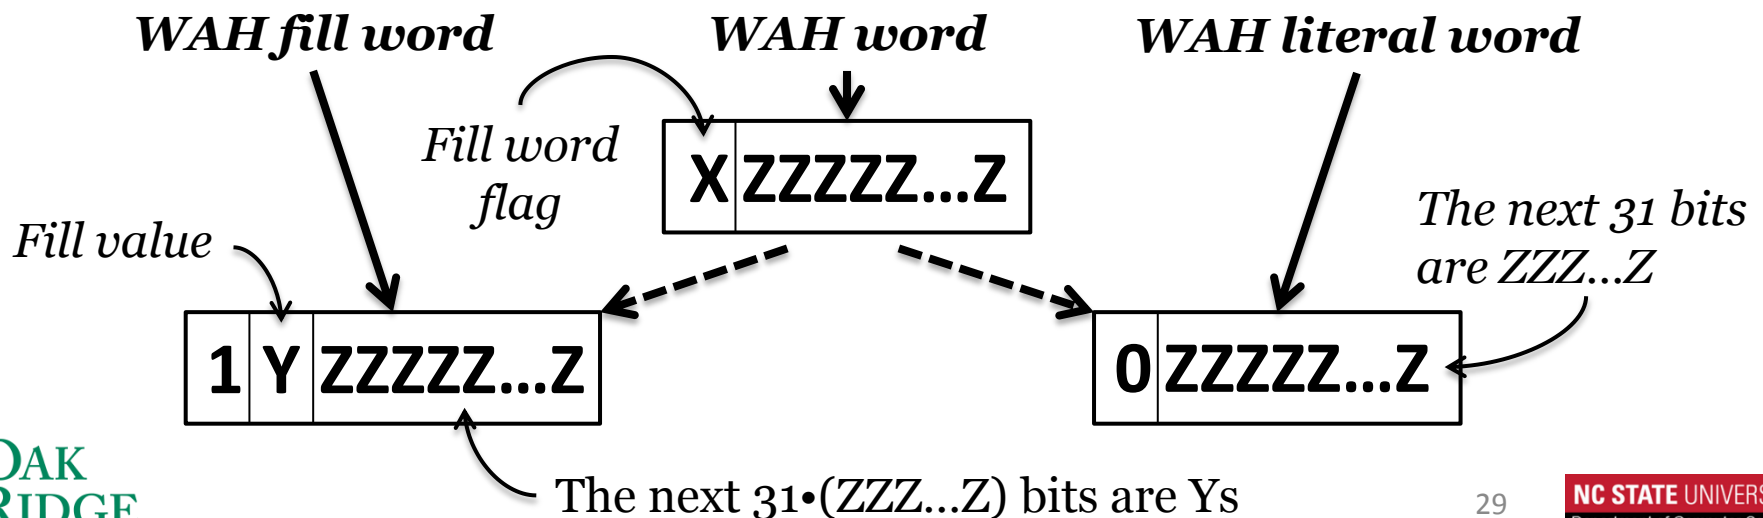 WAH fill word
WAH word
WAH literal word
Fill word
flag
X ZZZZZ...Z
Fill value
The next 31 bits
are ZZZ...Z
1 Y ZZZZZ...Z
0 ZZZZZ...Z
The next 31•(ZZZ...Z) bits are Ys
OAK
RIDGE
29
NC STATE UNIVERS